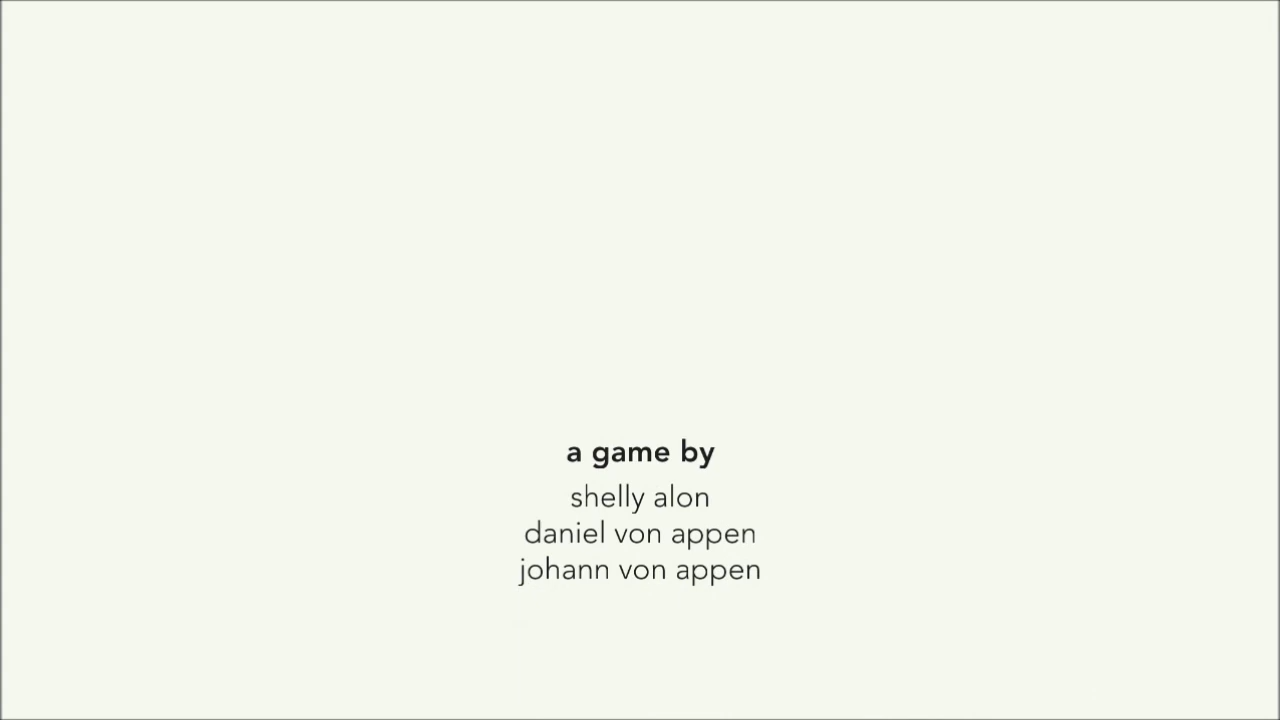 a game by
shelly alon
daniel von appen
johann von appen